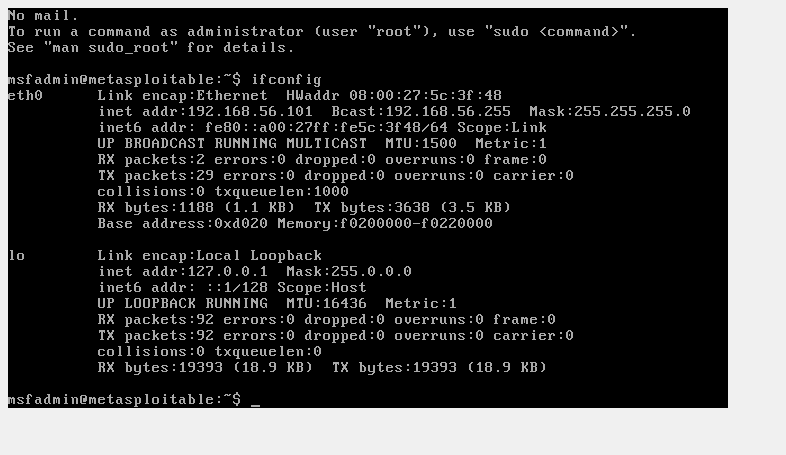 No mail.
To run a command as administrator (user "root"), use "sudo <command>".
See "man sudo_root" for details.
msfadmin@metasploitable:~$ ifconfig
eth0      Link encap:Ethernet  HWaddr 08:00:27:5c:3f:48
          inet addr:192.168.56.101  Bcast:192.168.56.255  Mask:255.255.255.0
          inet6 addr: fe80::a00:27ff:fe5c:3f48/64 Scope:Link
          UP BROADCAST RUNNING MULTICAST  MTU:1500  Metric:1
          RX packets:2 errors:0 dropped:0 overruns:0 frame:0
          TX packets:29 errors:0 dropped:0 overruns:0 carrier:0
          collisions:0 txqueuelen:1000
          RX bytes:1188 (1.1 KB)  TX bytes:3638 (3.5 KB)
          Base address:0xd020 Memory:f0200000-f0220000
lo        Link encap:Local Loopback
          inet addr:127.0.0.1  Mask:255.0.0.0
          inet6 addr: ::1/128 Scope:Host
          UP LOOPBACK RUNNING  MTU:16436  Metric:1
          RX packets:92 errors:0 dropped:0 overruns:0 frame:0
          TX packets:92 errors:0 dropped:0 overruns:0 carrier:0
          collisions:0 txqueuelen:0
          RX bytes:19393 (18.9 KB)  TX bytes:19393 (18.9 KB)
msfadmin@metasploitable:~$ _